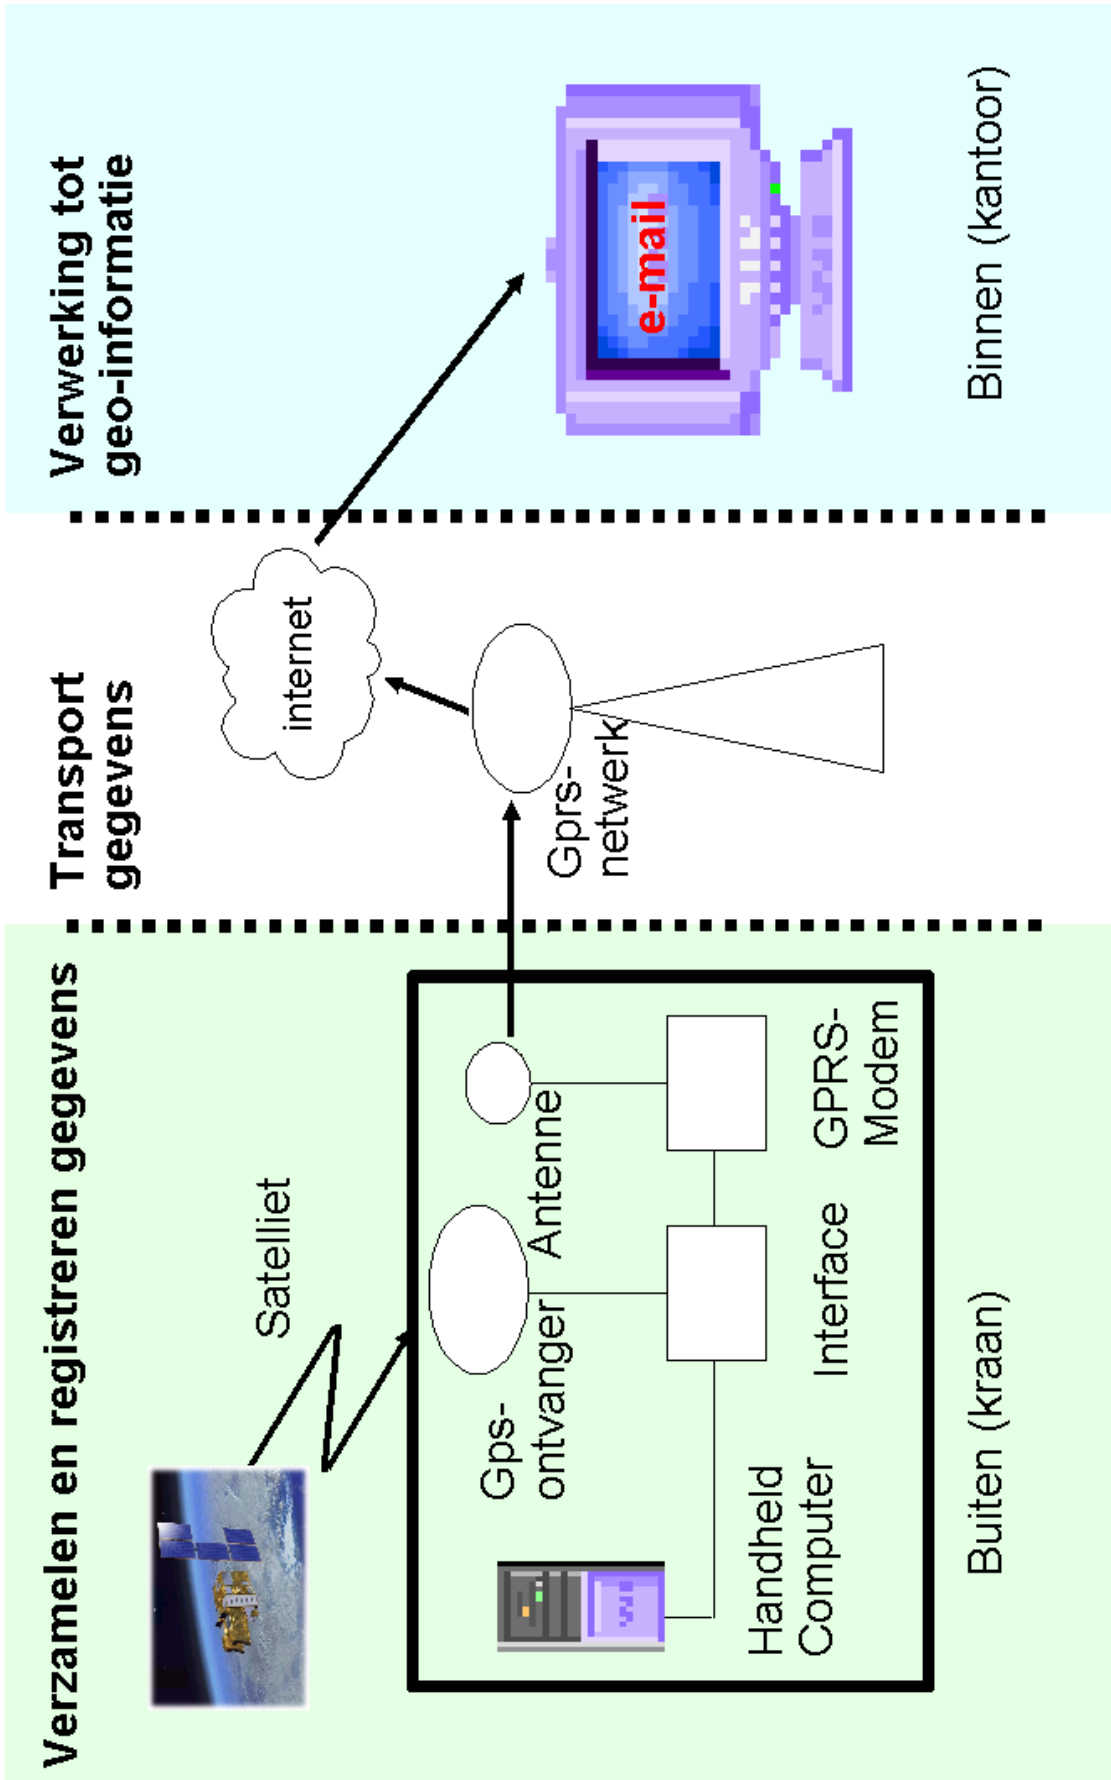 Verzamelen en registreren gegevens
Transport
gegevens
Verwerking tot
geo-informatie
Satelliet
internet
e-mail
Gps-
ontvanger
Antenne
Gprs-
netwerk
Handheld
Computer
Interface
GPRS-
Modem
Buiten (kraan)
Binnen (kantoor)